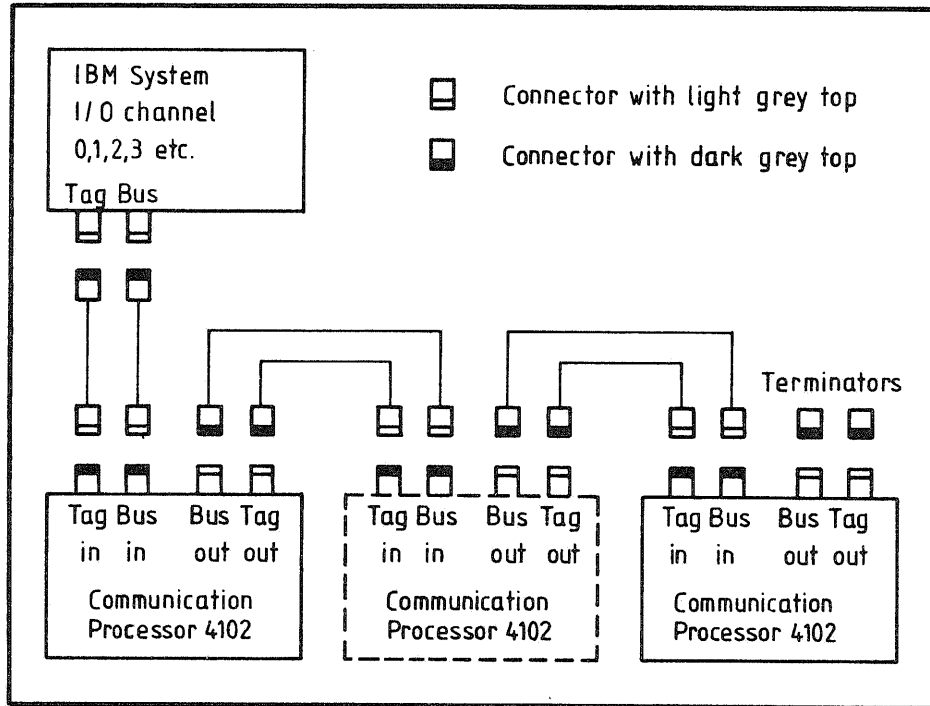 IBM System
I/O channel
0,1,2,3 etc.
Tag Bus
Connector with light grey top
Connector with dark grey top
Terminators
Tag Bus Bus Tag
in in out out
Communication
Processor 4102
Tag Bus Bus Tag
in in out out
Communication
Processor 4102
Tag Bus Bus Tag
in in out out
Communication
Processor 4102